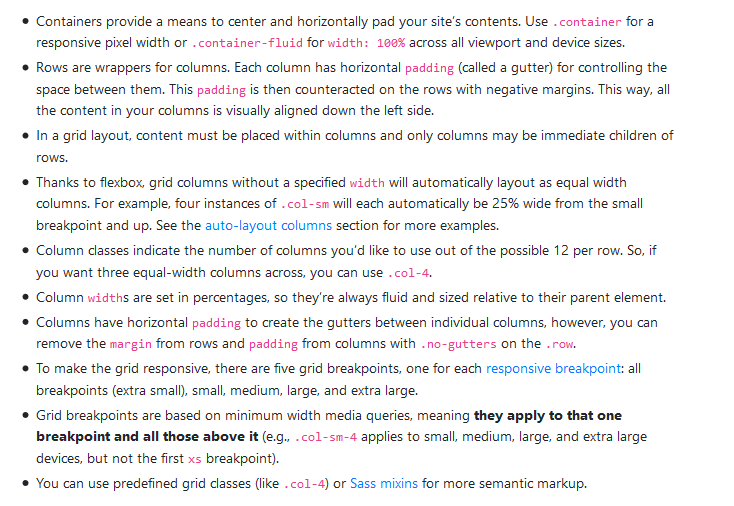 • Containers provide a means to center and horizontally pad your site's contents. Use .container for a
responsive pixel width or .container-fluid for width: 100% across all viewport and device sizes.
• Rows are wrappers for columns. Each column has horizontal padding (called a gutter) for controlling the
space between them. This padding is then counteracted on the rows with negative margins. This way, all
the content in your columns is visually aligned down the left side.
• In a grid layout, content must be placed within columns and only columns may be immediate children of
rows.
• Thanks to flexbox, grid columns without a specified width will automatically layout as equal width
columns. For example, four instances of .col-sm will each automatically be 25% wide from the small
breakpoint and up. See the auto-layout columns section for more examples.
• Column classes indicate the number of columns you'd like to use out of the possible 12 per row. So, if
you want three equal-width columns across, you can use .col-4.
• Column widths are set in percentages, so they're always fluid and sized relative to their parent element.
• Columns have horizontal padding to create the gutters between individual columns, however, you can
remove the margin from rows and padding from columns with .no-gutters on the .row.
• To make the grid responsive, there are five grid breakpoints, one for each responsive breakpoint: all
breakpoints (extra small), small, medium, large, and extra large.
• Grid breakpoints are based on minimum width media queries, meaning they apply to that one
breakpoint and all those above it (e.g., .col-sm-4 applies to small, medium, large, and extra large
devices, but not the first xs breakpoint).
• You can use predefined grid classes (like .col-4) or Sass mixins for more semantic markup.